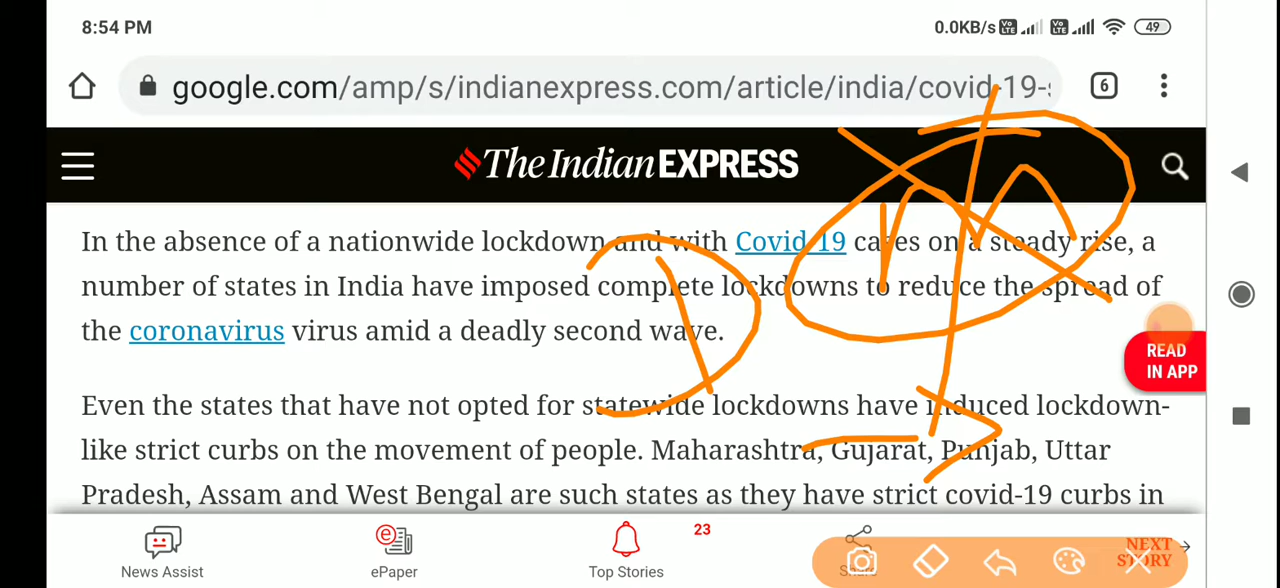 8:54 PM
0.0KB/s Vo LTE Vo LTE 49
google.com/amp/s/indianexpress.com/article/india/covid-19-s
6
The Indian EXPRESS
In the absence of a nationwide lockdown and with Covid-19 cases on a steady rise, a
number of states in India have imposed complete lockdowns to reduce the spread of
the coronavirus virus amid a deadly second wave.
READ
IN APP
Even the states that have not opted for statewide lockdowns have induced lockdown-
like strict curbs on the movement of people. Maharashtra, Gujarat, Punjab, Uttar
Pradesh, Assam and West Bengal are such states as they have strict covid-19 curbs in
23
NEXT
STORY
News Assist
ePaper
Top Stories
Share